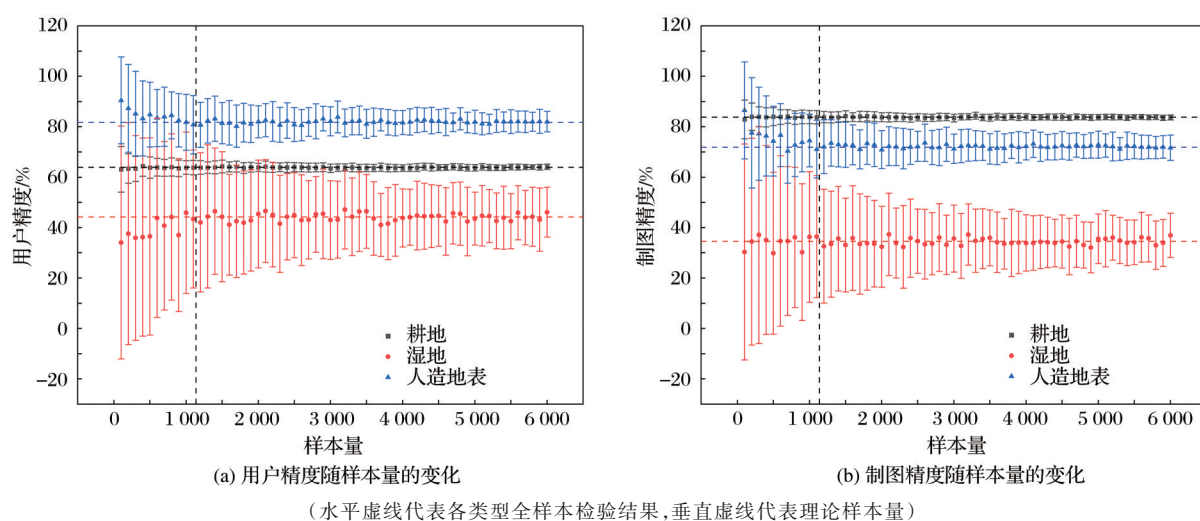 120
100
80
60
40
20
0
−20
用户精度/%
耕地
湿地
人造地表
0 1 000 2 000 3 000 4 000 5 000 6 000
样本量
(a) 用户精度随样本量的变化
120
100
80
60
40
20
0
−20
制图精度/%
耕地
湿地
人造地表
0 1 000 2 000 3 000 4 000 5 000 6 000
样本量
(b) 制图精度随样本量的变化
(水平虚线代表各类型全样本检验结果,垂直虚线代表理论样本量)